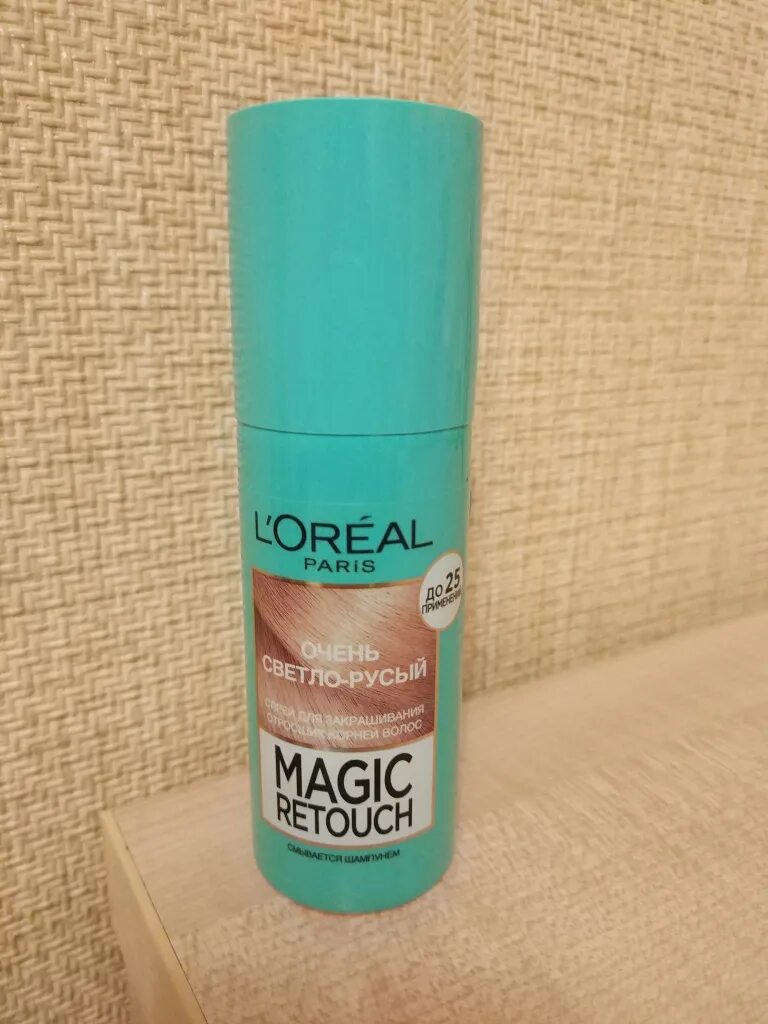 L'ORÉAL
PARiS
ДО 25
ПРИМЕНЕНИЙ
ОЧЕНЬ
СВЕТЛО-РУСЫЙ
СПРЕЙ ДЛЯ ЗАКРАШИВАНИЯ
ОТРОСШИХ КОРНЕЙ ВОЛОС
MAGIC
RETOUCH
СМЫВАЕТСЯ ШАМПУНЕМ